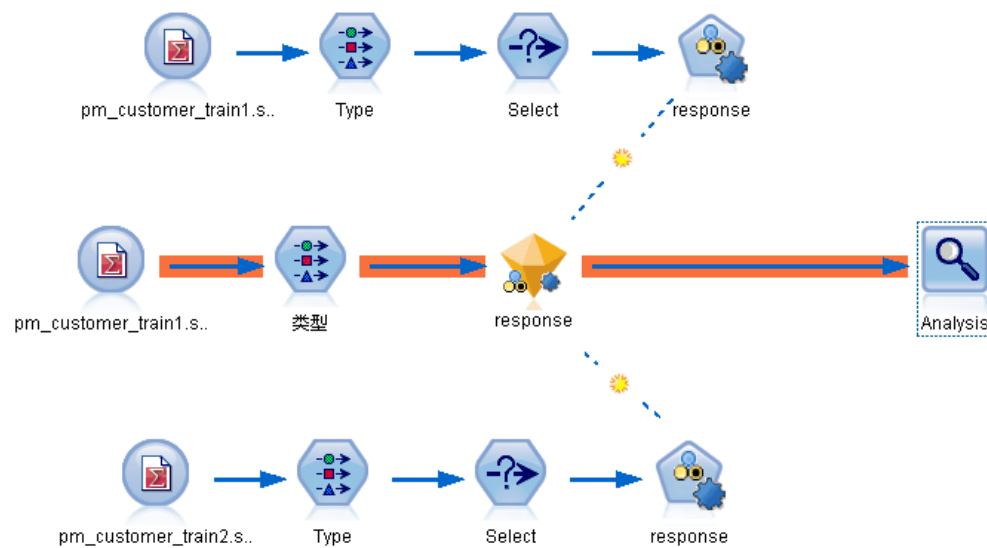 pm_customer_train1.s..
Type
Select
response
pm_customer_train1.s..
类型
response
Analysis
pm_customer_train2.s..
Type
Select
response